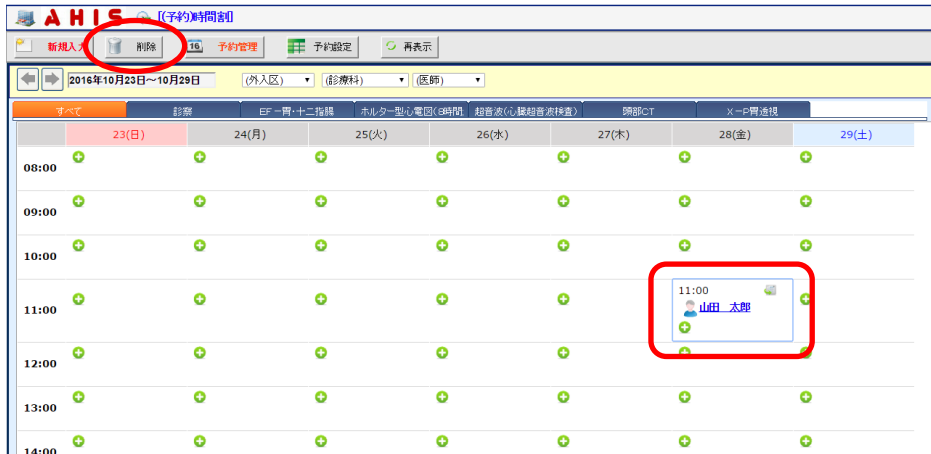 AHIS [(予約)時間割]
新規入力 削除 16 予約管理 予約設定 再表示
2016年10月23日～10月29日 (外入区) (診療科) (医師)
すべて 診察 EF－胃・十二指腸 ホルター型心電図(8時間 超音波(心臓超音波検査) 頭部CT X－P胃透視
23(日) 24(月) 25(火) 26(水) 27(木) 28(金) 29(土)
08:00
09:00
10:00
11:00
11:00
山田　太郎
12:00
13:00
14:00